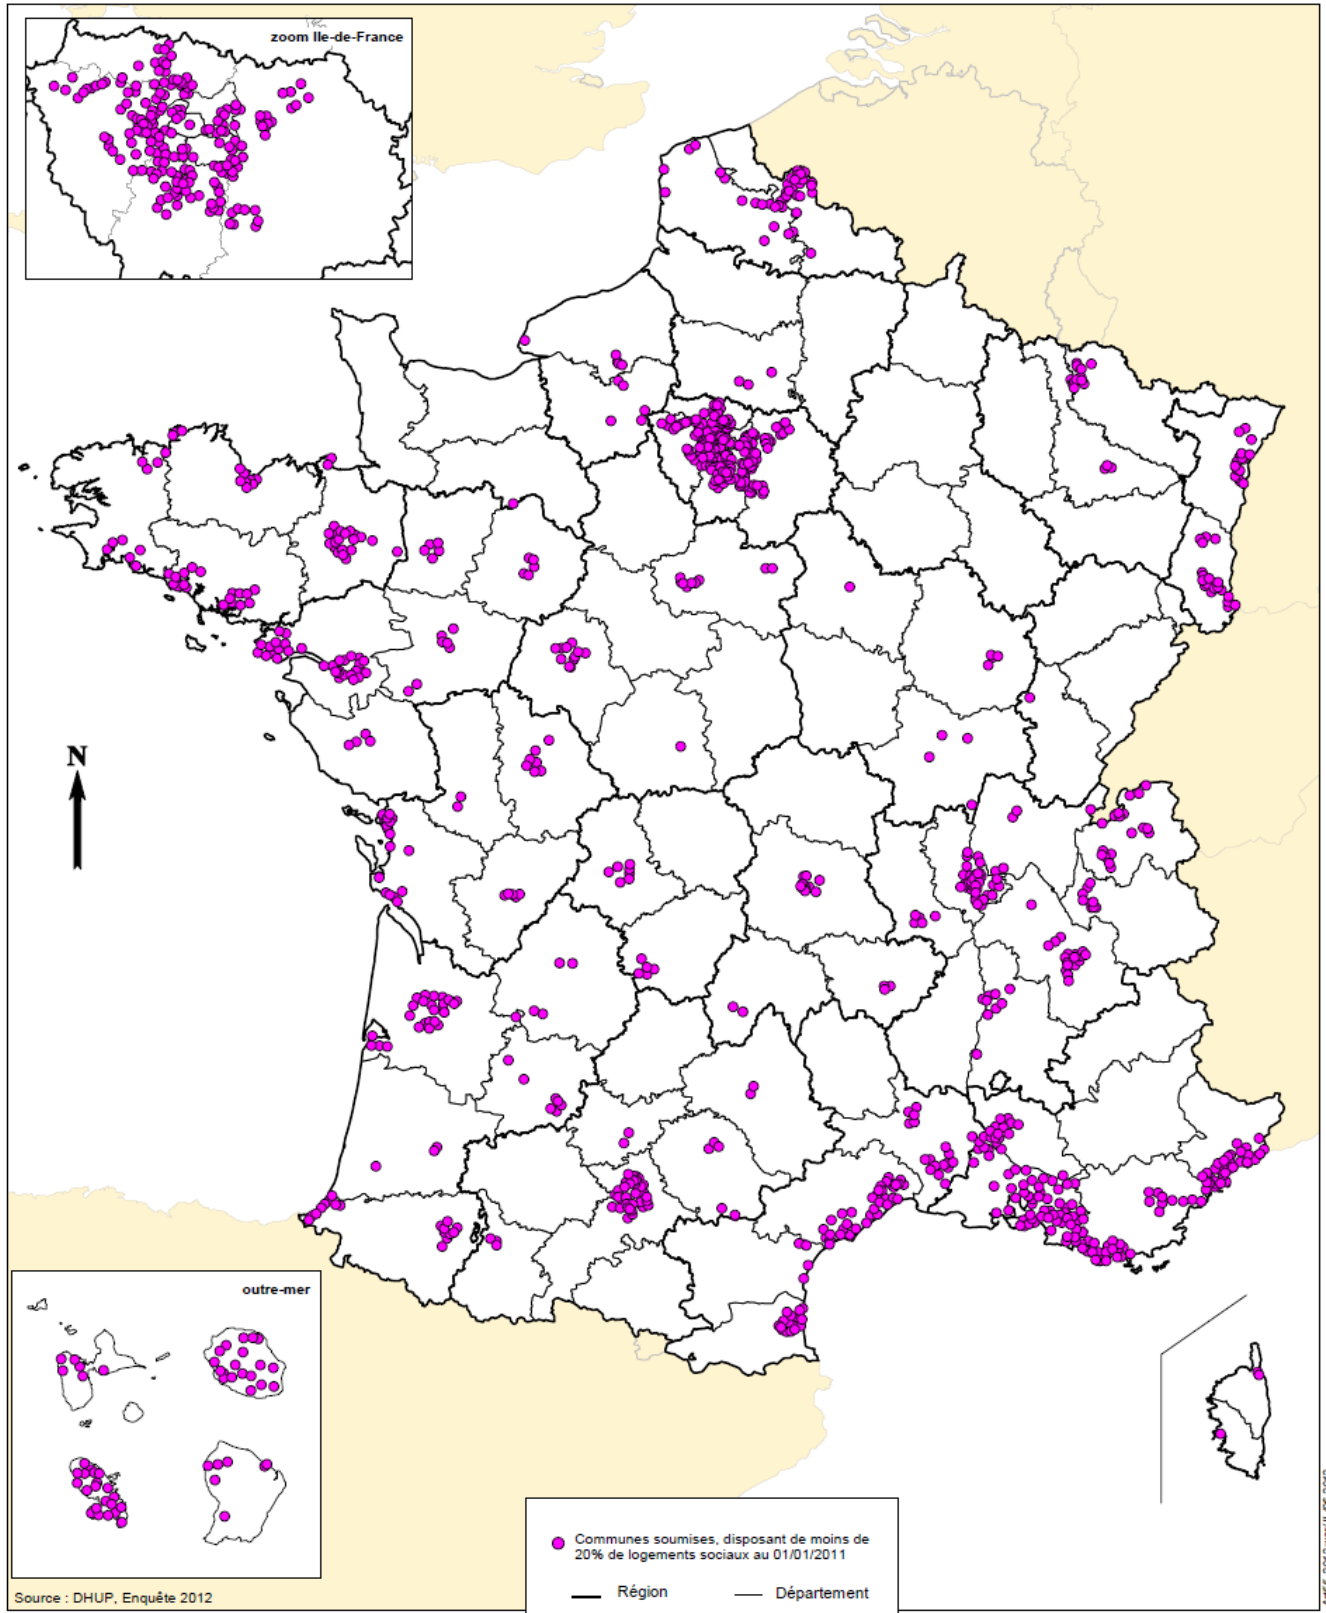 zoom Ile-de-France
N
outre-mer
Communes soumises, disposant de moins de
20% de logements sociaux au 01/01/2011
Région
Département
Source : DHUP, Enquête 2012